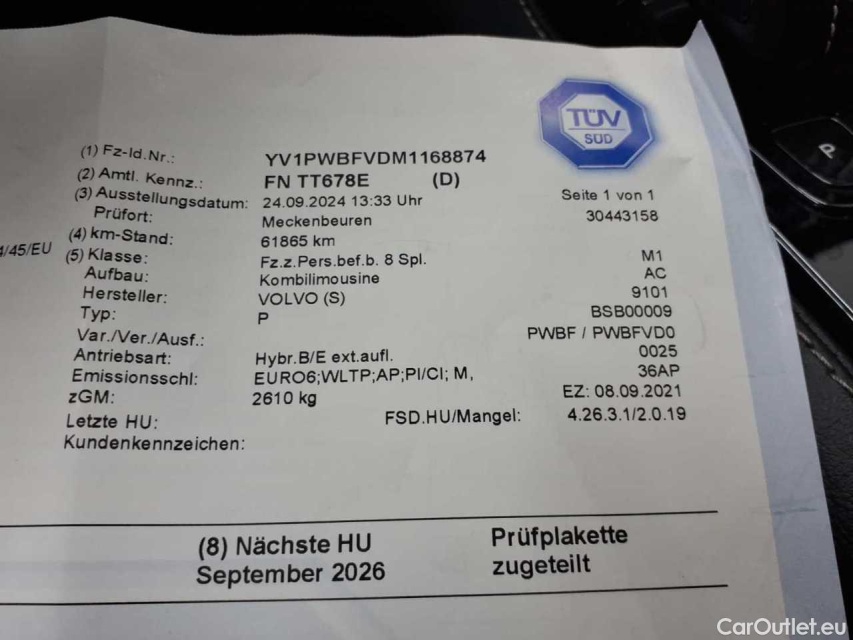 TÜV
SÜD
(1) Fz-Id.Nr.: YV1PWBFVDM1168874
(2) Amtl. Kennz.: FN TT678E (D)
Seite 1 von 1
(3) Ausstellungsdatum: 24.09.2024 13:33 Uhr
30443158
Prüfort: Meckenbeuren
(4) km-Stand: 61865 km
4/45/EU
(5) Klasse: Fz.z.Pers.bef.b. 8 Spl. M1
Aufbau: Kombilimousine AC
Hersteller: VOLVO (S) 9101
Typ: P BSB00009
Var./Ver./Ausf.: PWBF / PWBFVD0
Antriebsart: Hybr.B/E ext.aufl. 0025
Emissionsschl: EURO6;WLTP;AP;PI/CI; M, 36AP
zGM: 2610 kg EZ: 08.09.2021
Letzte HU: FSD.HU/Mangel: 4.26.3.1/2.0.19
Kundenkennzeichen:
(8) Nächste HU Prüfplakette
September 2026 zugeteilt
P
CarOutlet.eu